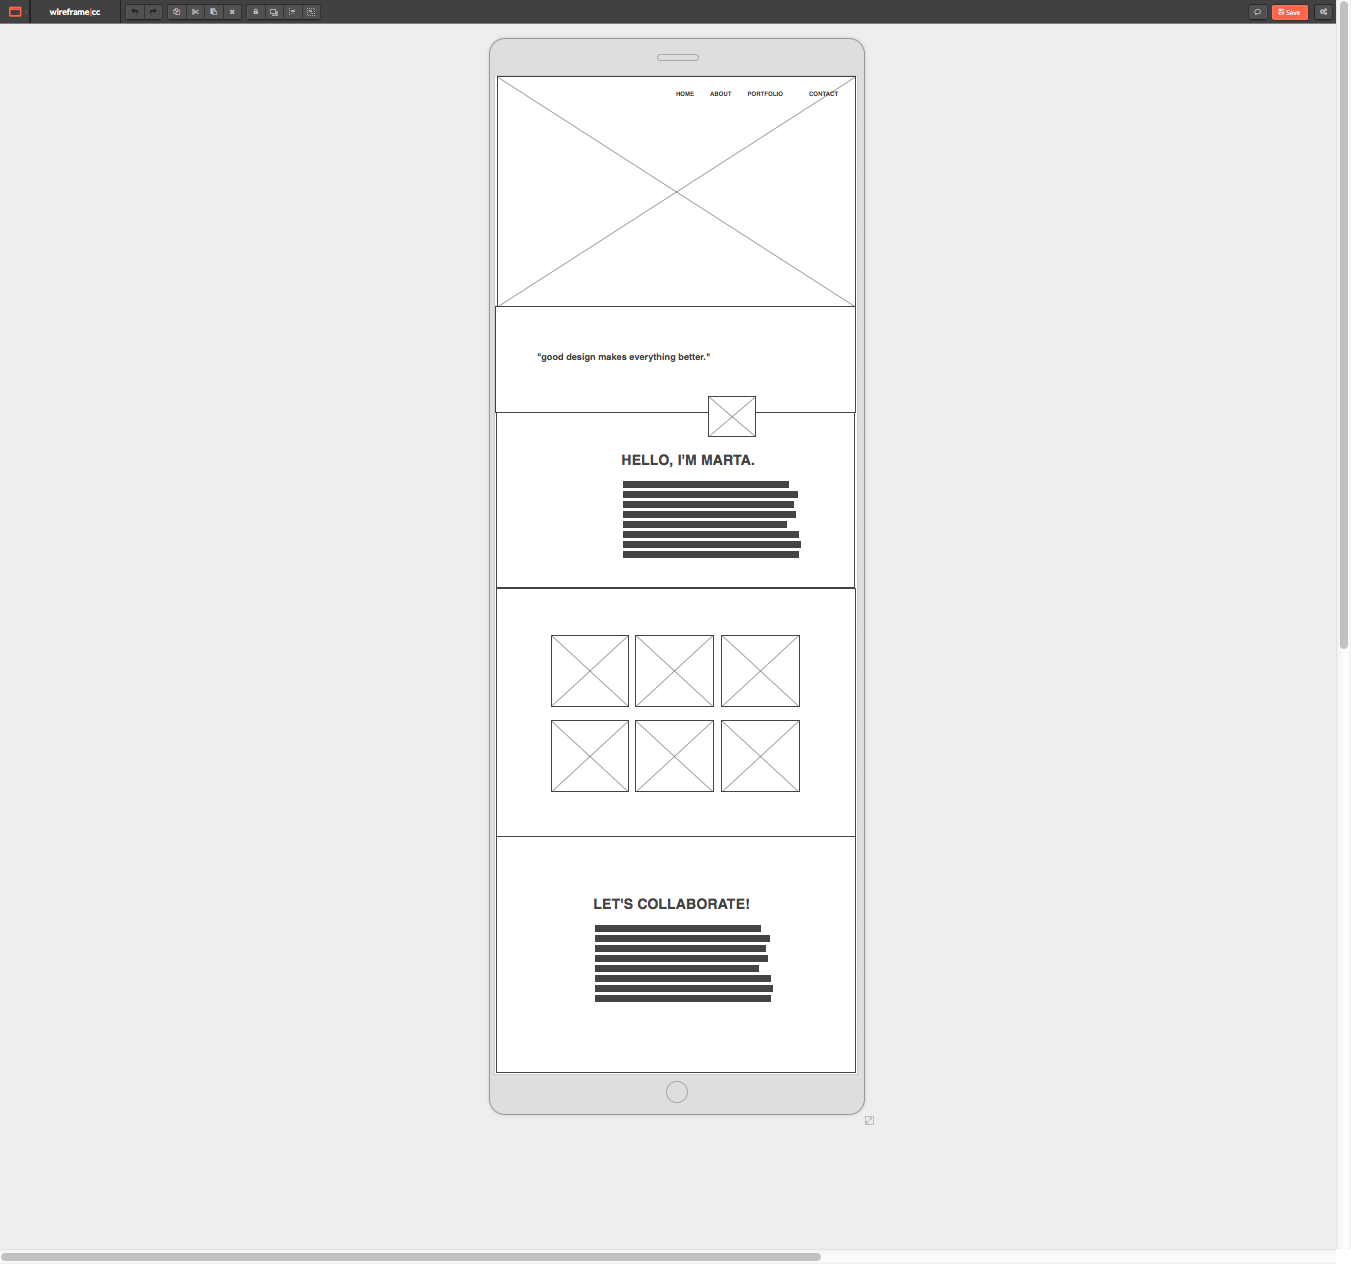 wireframe|cc
Save
HOME ABOUT PORTFOLIO CONTACT
"good design makes everything better."
HELLO, I'M MARTA.
LET'S COLLABORATE!